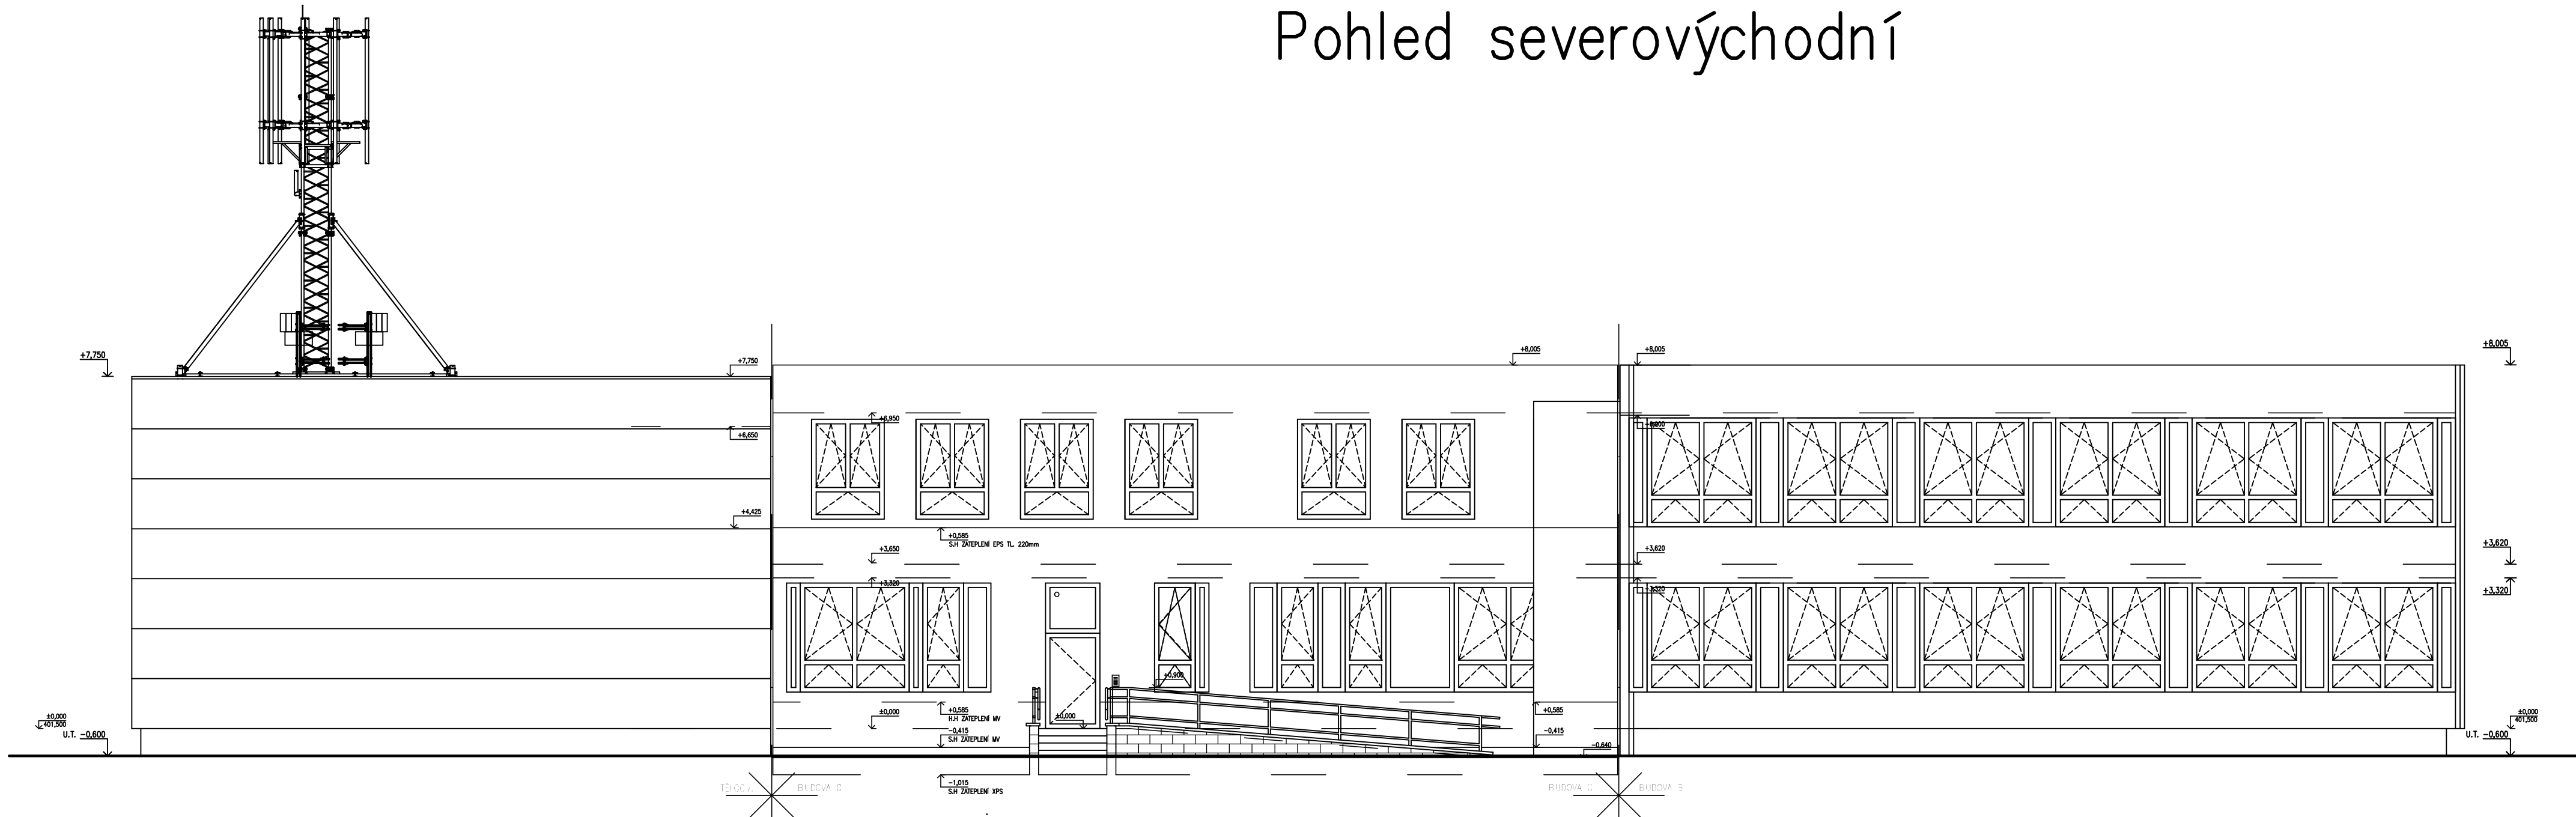 Pohled severovýchodní
+7,750
+7,750
+8,005
+8,005
+8,005
+6,950
+6,650
+4,425
+0,585
S.H ZATEPLENÍ EPS TL. 220mm
+3,650
+3,620
+3,620
+3,320
+3,320
+3,320
+0,900
±0,000
401,500
U.T. -0,600
±0,000
+0,585
H.H ZATEPLENÍ MV
±0,000
+0,585
-0,415
S.H ZATEPLENÍ MV
-0,415
-0,640
±0,000
401,500
U.T. -0,600
-1,015
S.H ZATEPLENÍ XPS
BUDOVA C
BUDOVA C
BUDOVA B